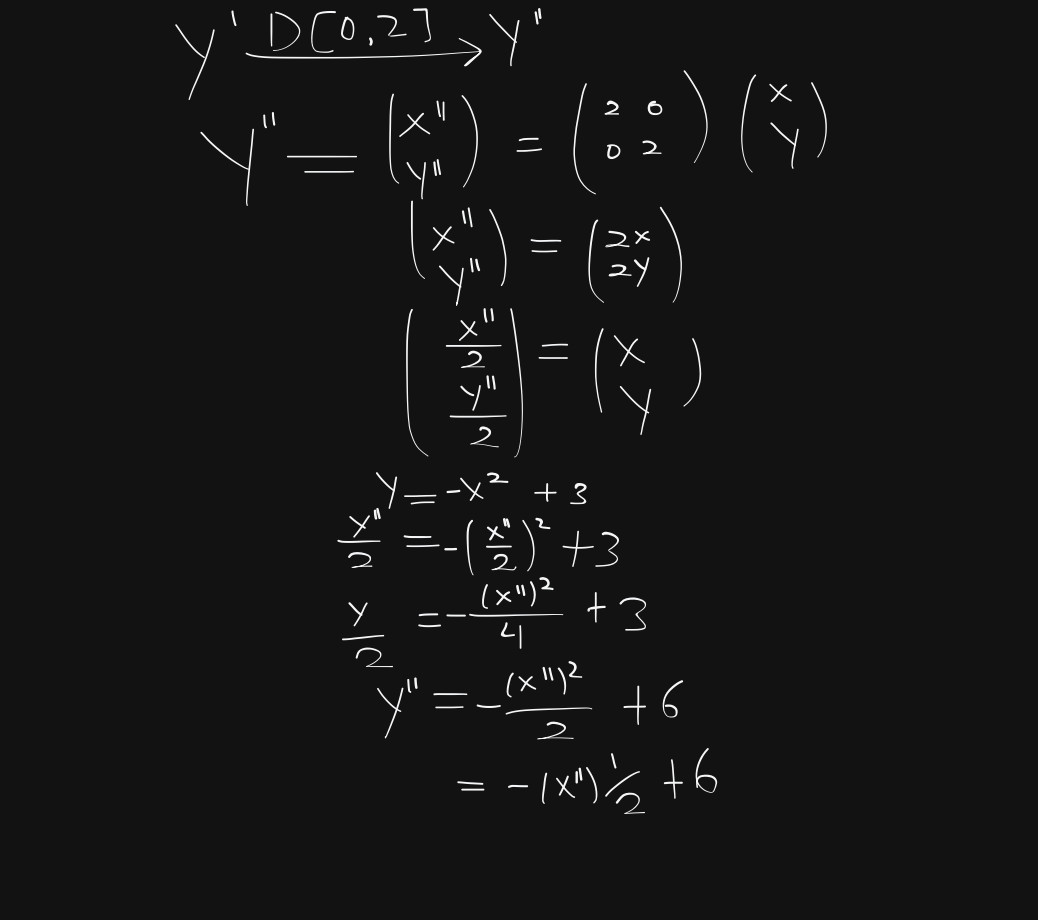 y' D[0,2] → y"
y" = (x" y") = (2 0 0 2) (x y)
(x" y") = (2x 2y)
(x"/2 y"/2) = (x y)
y = -x² + 3
x"/2 = -(x"/2)² + 3
y/2 = -(x")²/4 + 3
y" = -(x")²/2 + 6
= -(x") 1/2 + 6